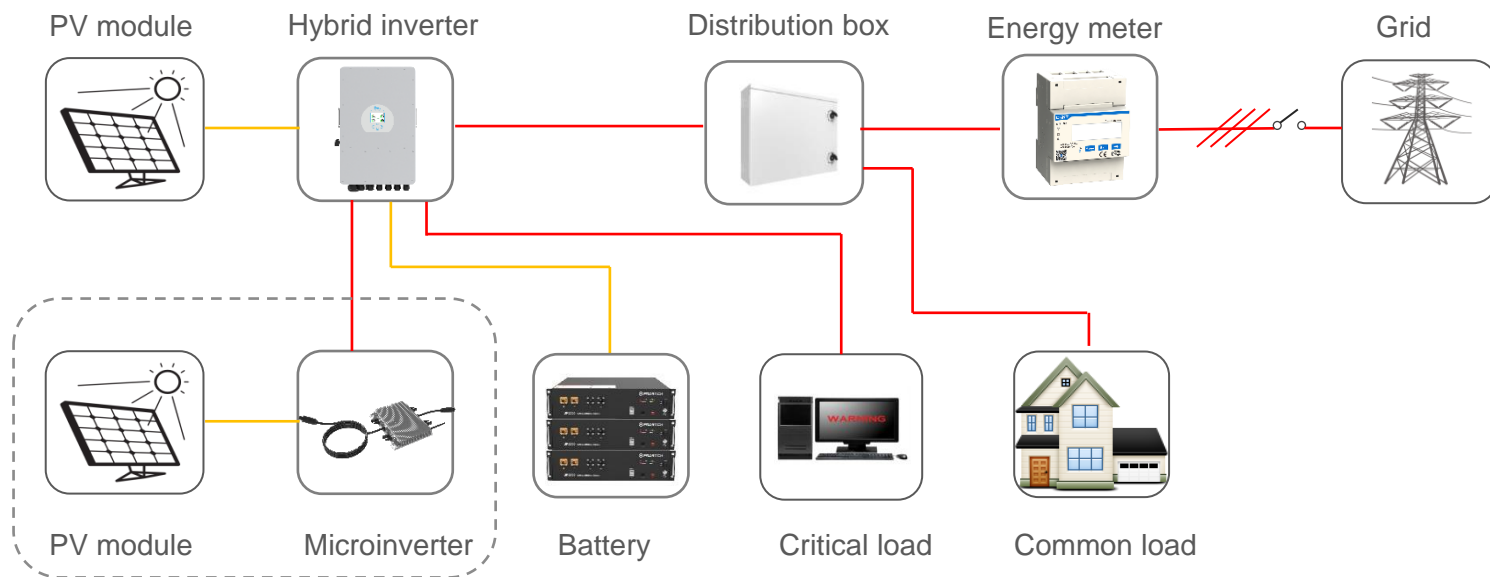 PV module
Hybrid inverter
Distribution box
Energy meter
Grid
WARNING
PV module
Microinverter
Battery
Critical load
Common load